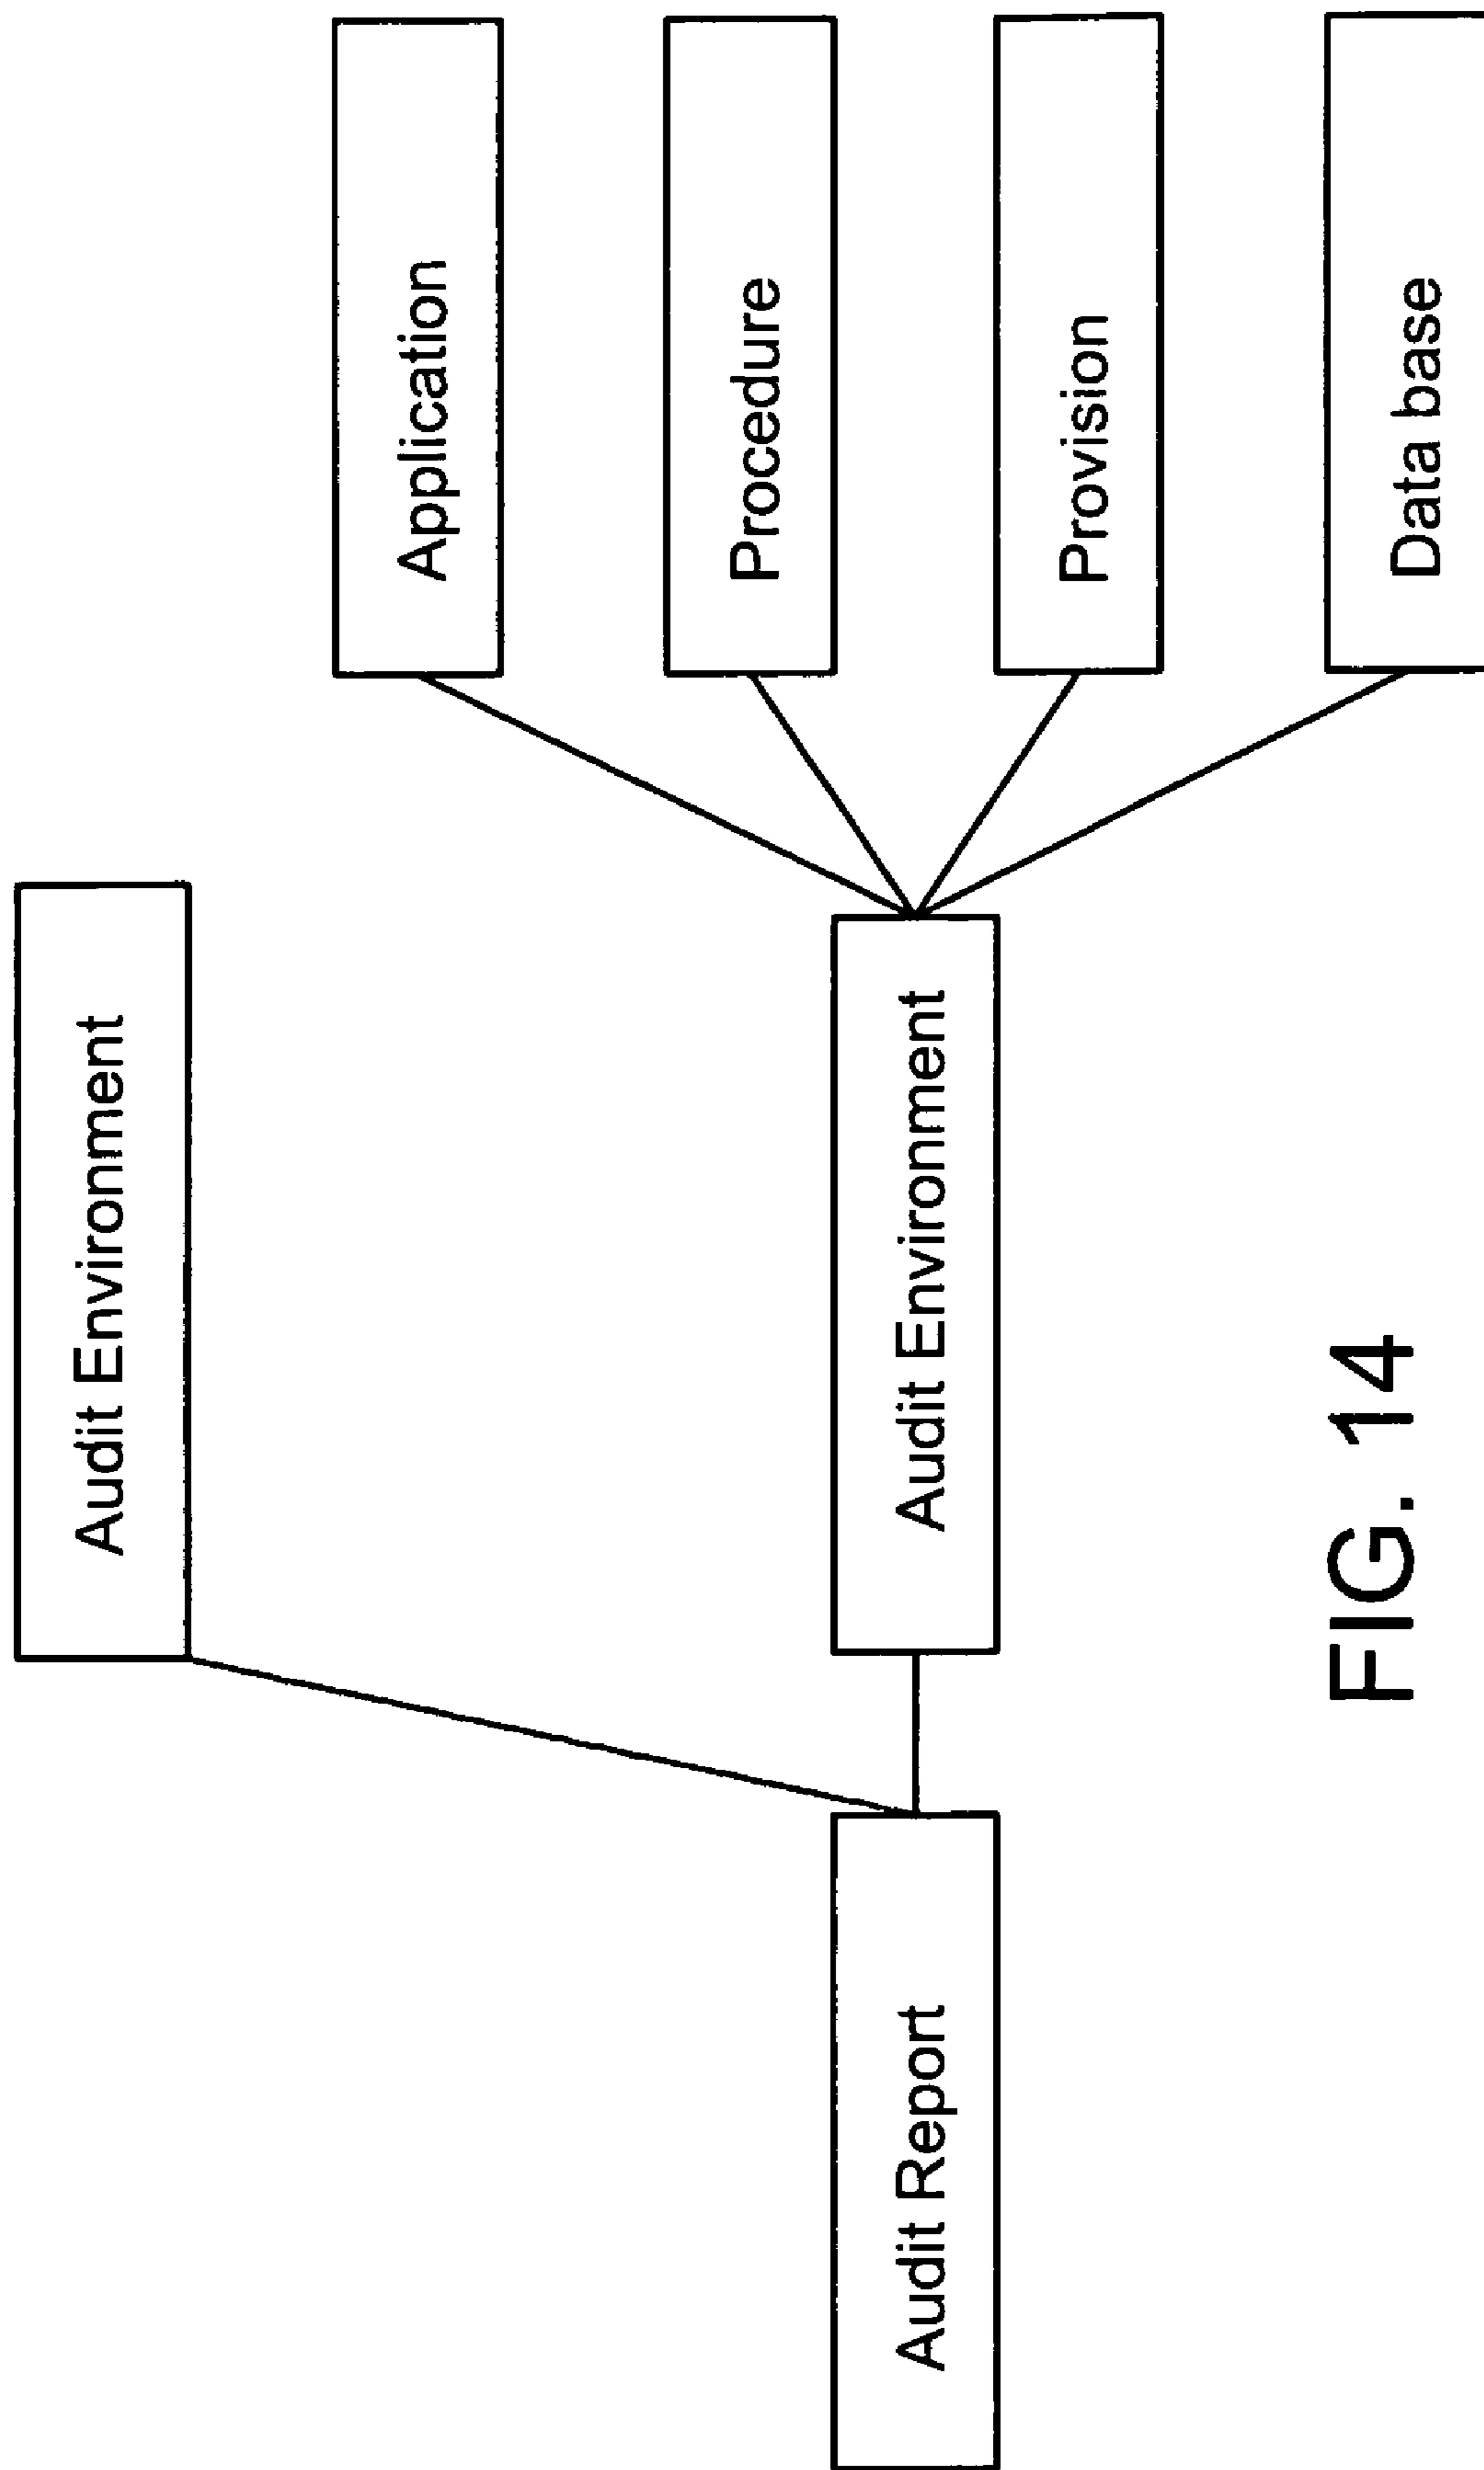 Audit Environment
Application
Procedure
Audit Report
Audit Environment
Provision
Data base
FIG. 14